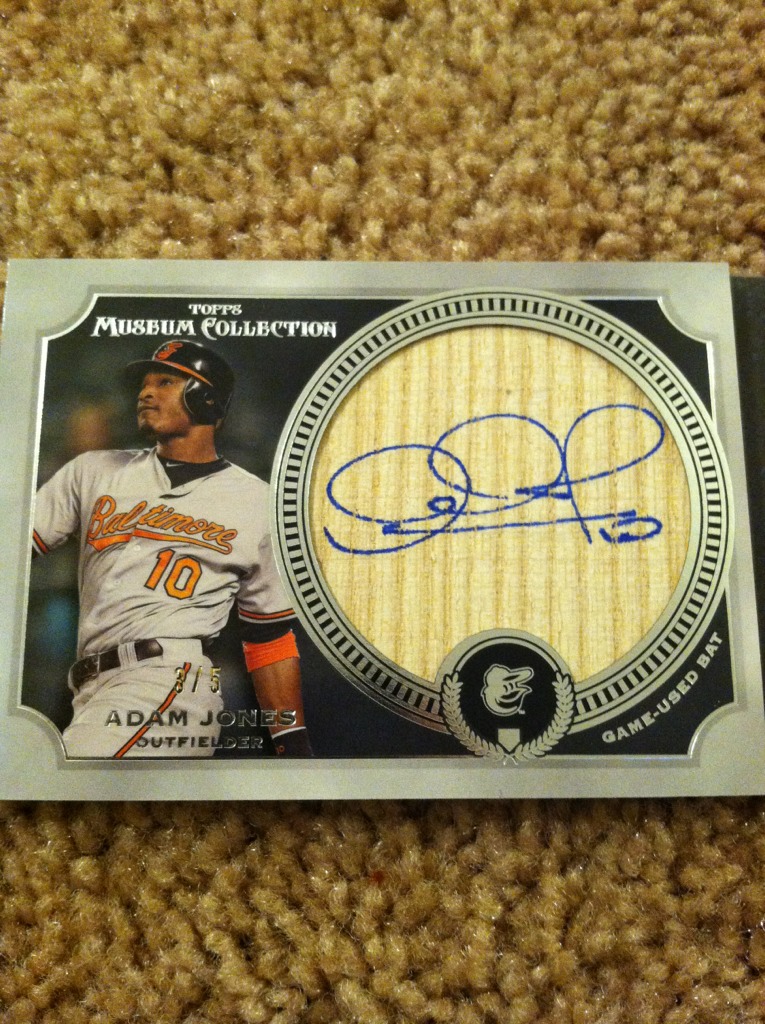 TOPPS
MUSEUM COLLECTION
Baltimore
10
3/5
ADAM JONES
OUTFIELDER
GAME-USED BAT